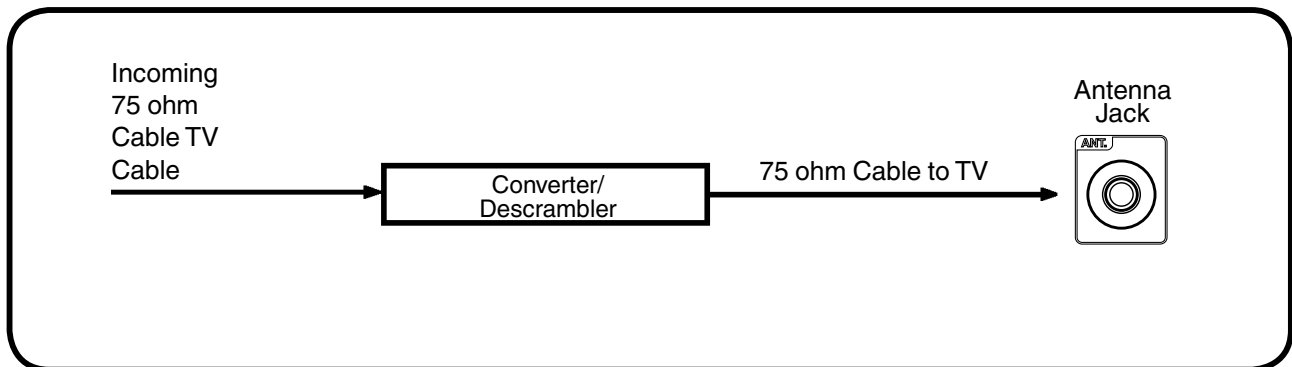 Incoming
75 ohm
Cable TV
Cable
Converter/
Descrambler
75 ohm Cable to TV
Antenna
Jack
ANT.